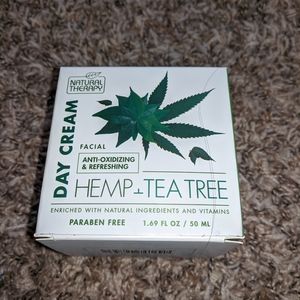 NATURAL
THERAPY
DAY CREAM
FACIAL
ANTI-OXIDIZING
& REFRESHING
HEMP+TEA TREE
ENRICHED WITH NATURAL INGREDIENTS AND VITAMINS
PARABEN FREE 1.69 FL OZ / 50 ML